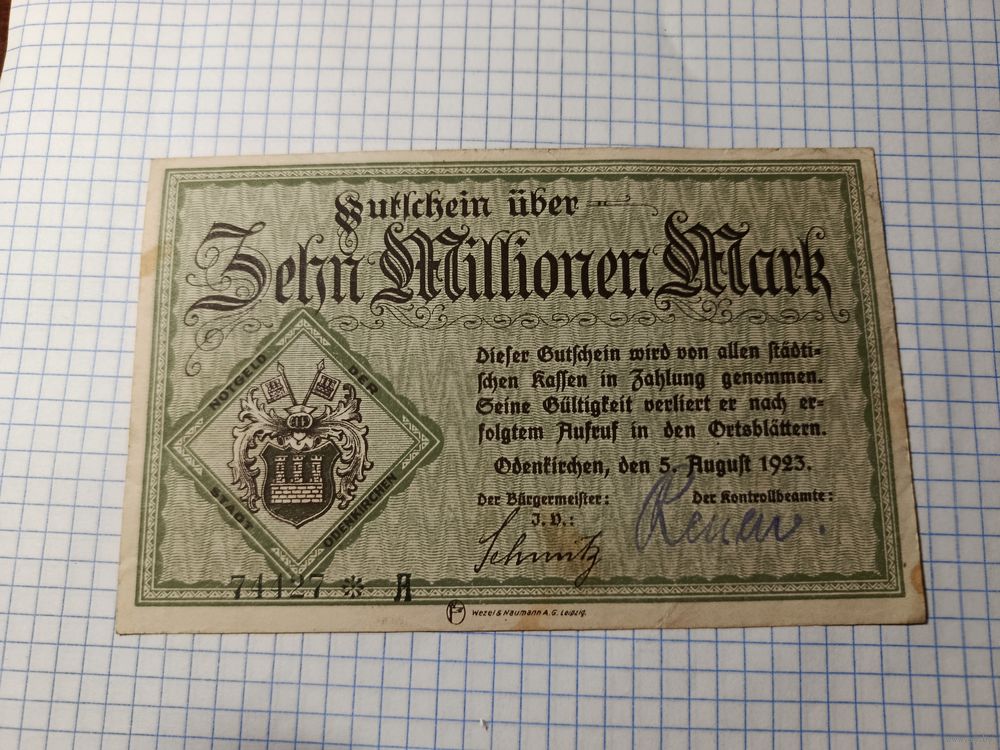 Gutschein über
Zehn Millionen Mark
NOTGELD DER
STADT ODENKIRCHEN
Dieser Gutschein wird von allen städti-
schen Kassen in Zahlung genommen.
Seine Gültigkeit verliert er nach er-
folgtem Aufruf in den Ortsblättern.
Odenkirchen, den 5. August 1923.
Der Bürgermeister: Der Kontrollbeamte:
J. V.:
Schmitz
74127 * A
Wezel & Naumann A.G. Leipzig.